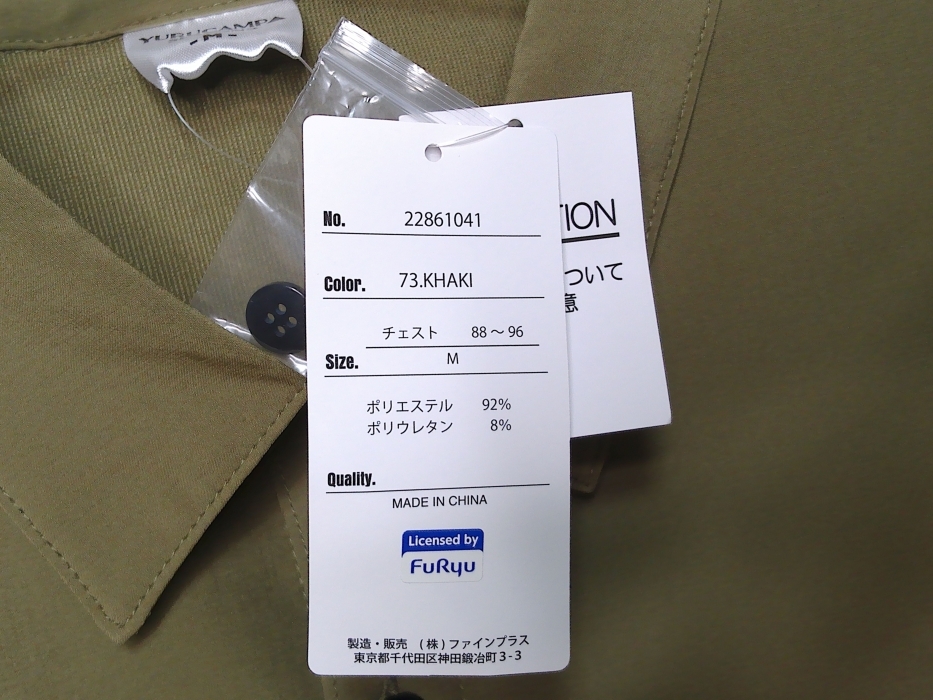 YURUCAMPA
- M -
No. 22861041
Color. 73.KHAKI
チェスト 88～96
Size. M
ポリエステル 92%
ポリウレタン 8%
Quality.
MADE IN CHINA
Licensed by
FuRyu
製造・販売 （株）ファインプラス
東京都千代田区神田鍛冶町3-3
TION
ついて
意